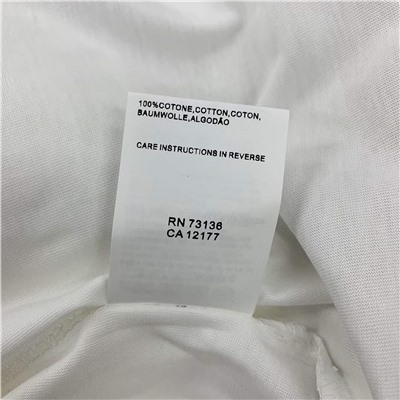 100%COTONE,COTTON,COTON,
BAUMWOLLE,ALGODÃO
CARE INSTRUCTIONS IN REVERSE
RN 73136
CA 12177